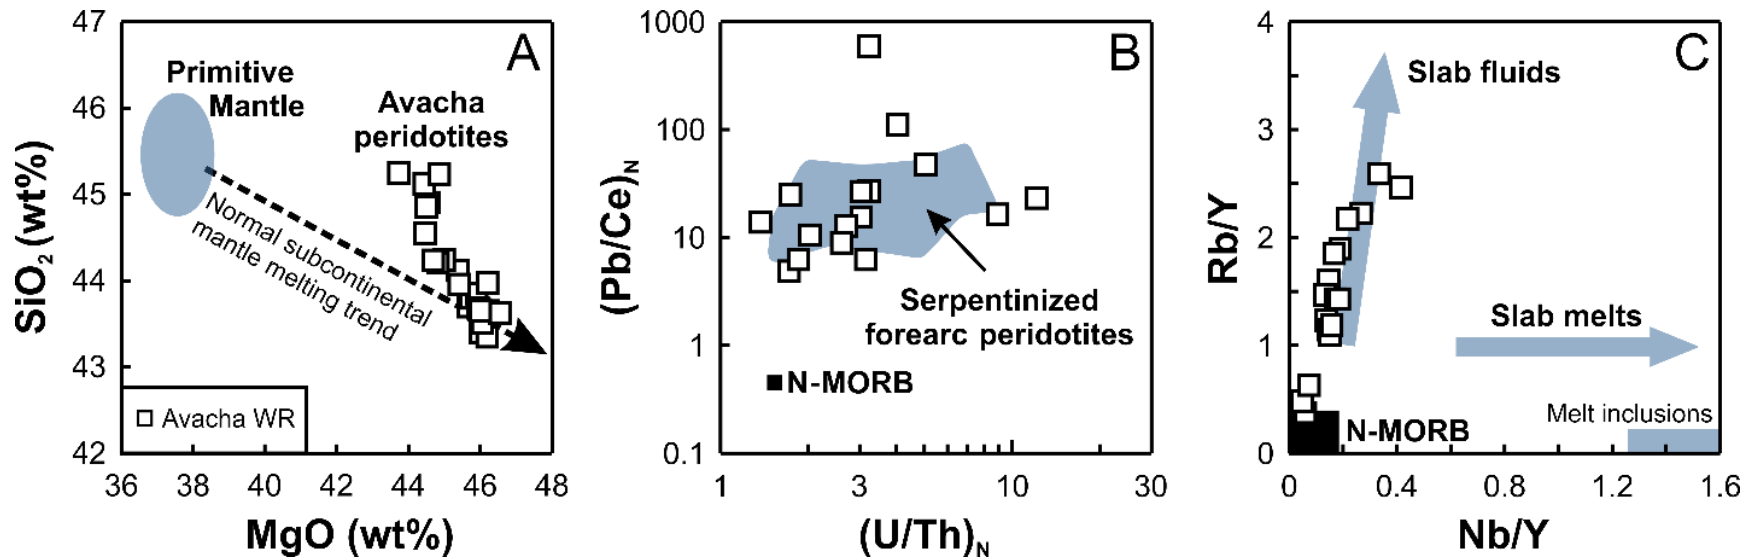 A
47
46
45
44
43
42
SiO₂ (wt%)
36
38
40
42
44
46
48
MgO (wt%)
Primitive
Mantle
Avacha
peridotites
Normal subcontinental
mantle melting trend
Avacha WR
B
1000
100
10
1
0.1
(Pb/Ce)N
1
3
10
30
(U/Th)N
Serpentinized
forearc peridotites
N-MORB
C
4
3
2
1
0
Rb/Y
0
0.4
0.8
1.2
1.6
Nb/Y
Slab fluids
Slab melts
Melt inclusions
N-MORB